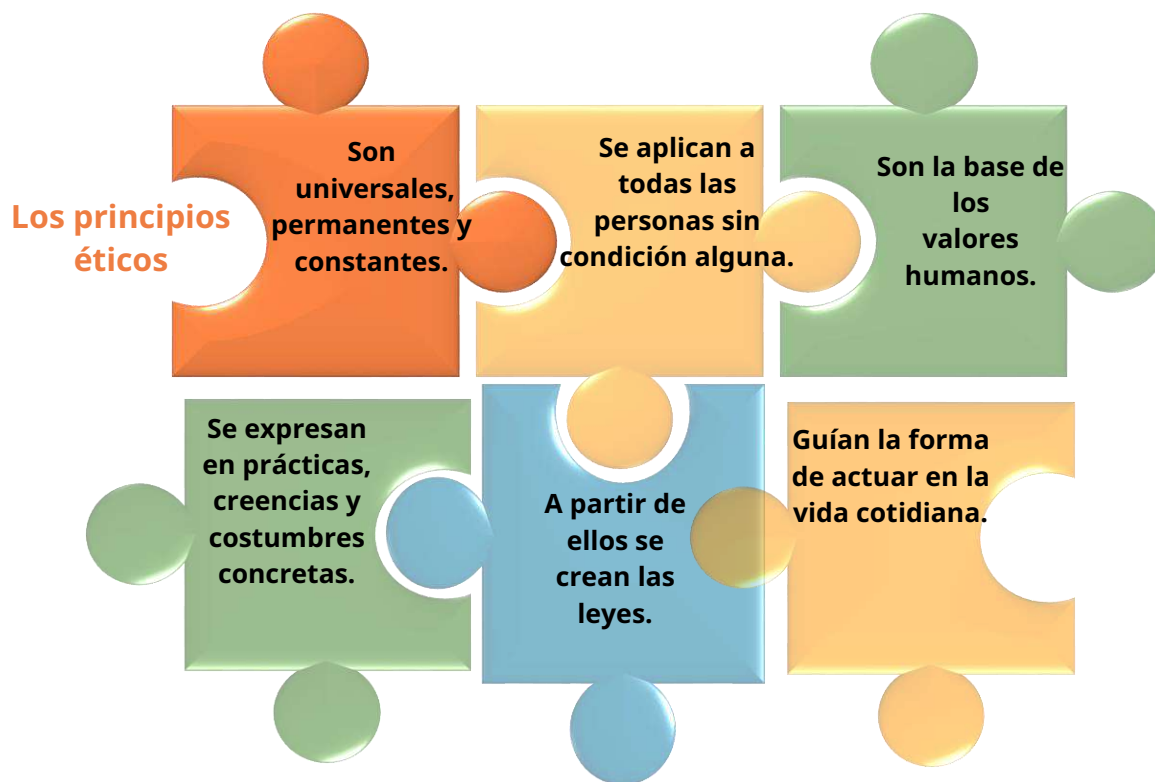 Los principios
éticos
Son
universales,
permanentes y
constantes.
Se aplican a
todas las
personas sin
condición alguna.
Son la base de
los
valores
humanos.
Se expresan
en prácticas,
creencias y
costumbres
concretas.
A partir de
ellos se
crean las
leyes.
Guían la forma
de actuar en la
vida cotidiana.